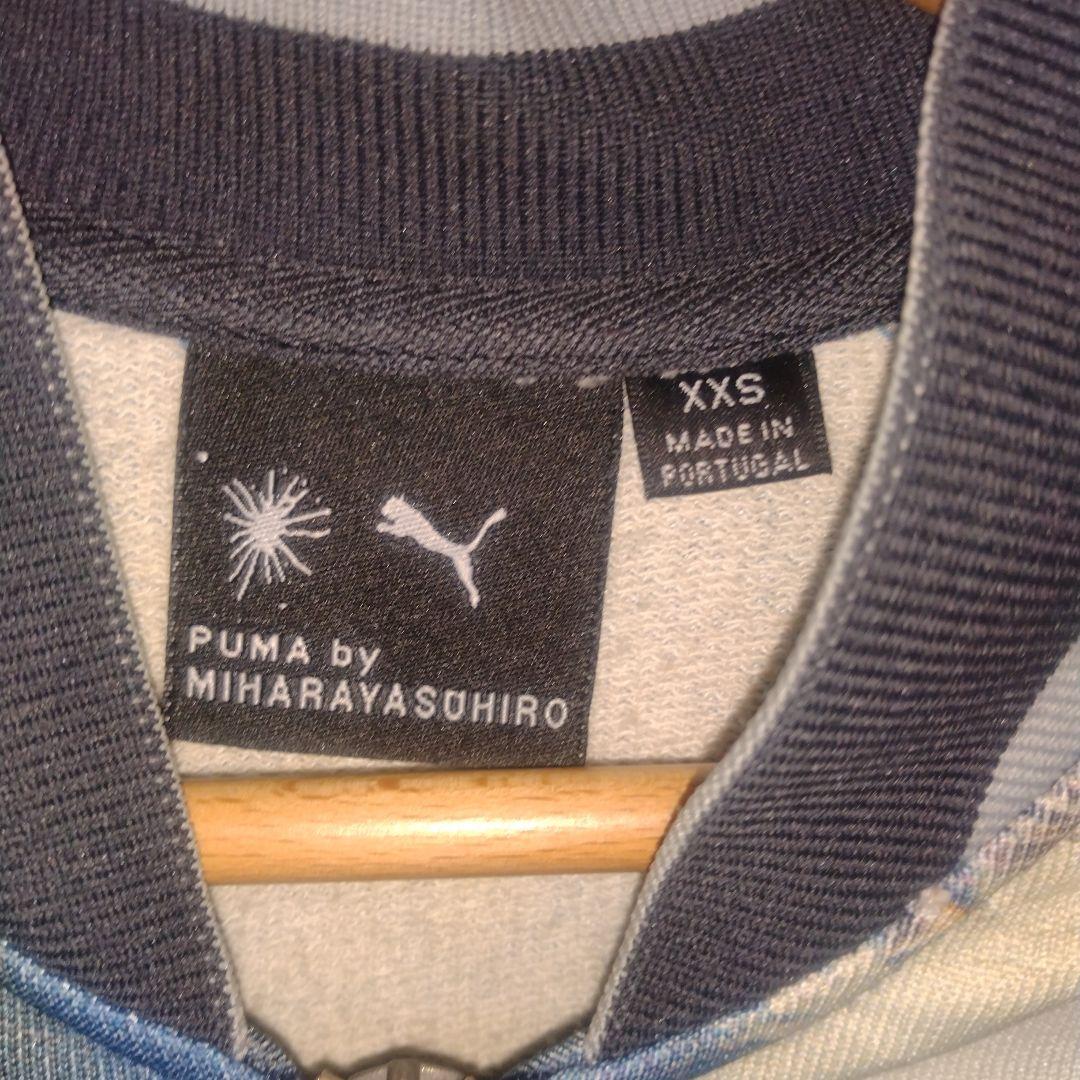 XXS
MADE IN
PORTUGAL
PUMA by
MIHARAYASUHIRO